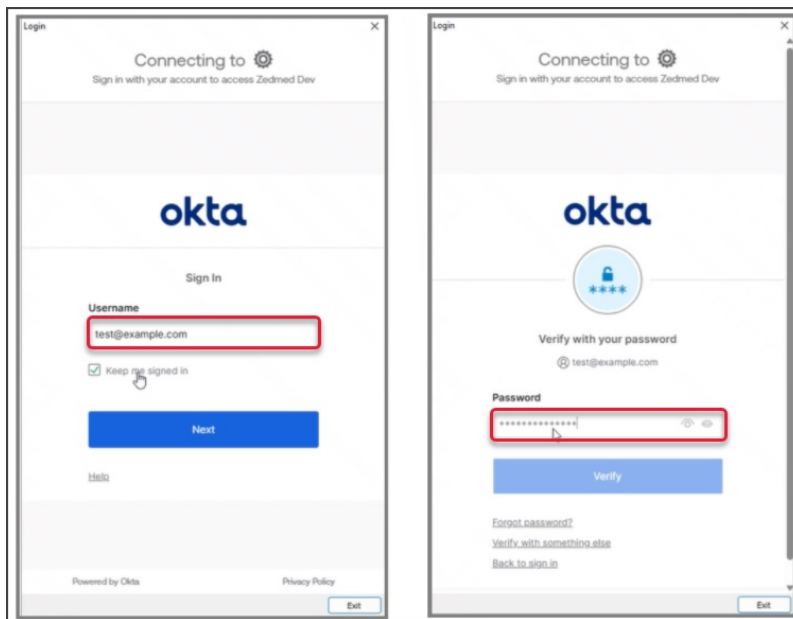 Login
Connecting to
Sign in with your account to access Zedmed Dev
okta
Sign In
Username
test@example.com
Keep me signed in
Next
Help
Powered by Okta
Privacy Policy
Exit
Login
Connecting to
Sign in with your account to access Zedmed Dev
okta
****
Verify with your password
test@example.com
Password
••••••••••••••
Verify
Forgot password?
Verify with something else
Back to sign in
Exit